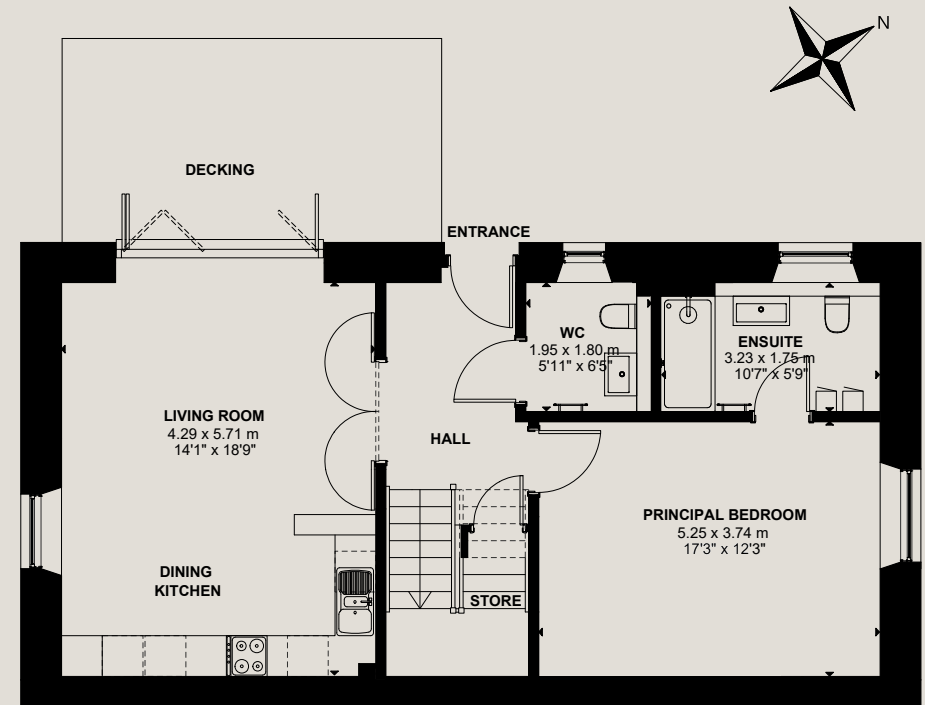 N
DECKING
ENTRANCE
WC
1.95 x 1.80 m
5'11" x 6'5"
ENSUITE
3.23 x 1.75 m
10'7" x 5'9"
LIVING ROOM
4.29 x 5.71 m
14'1" x 18'9"
HALL
PRINCIPAL BEDROOM
5.25 x 3.74 m
17'3" x 12'3"
DINING
KITCHEN
STORE